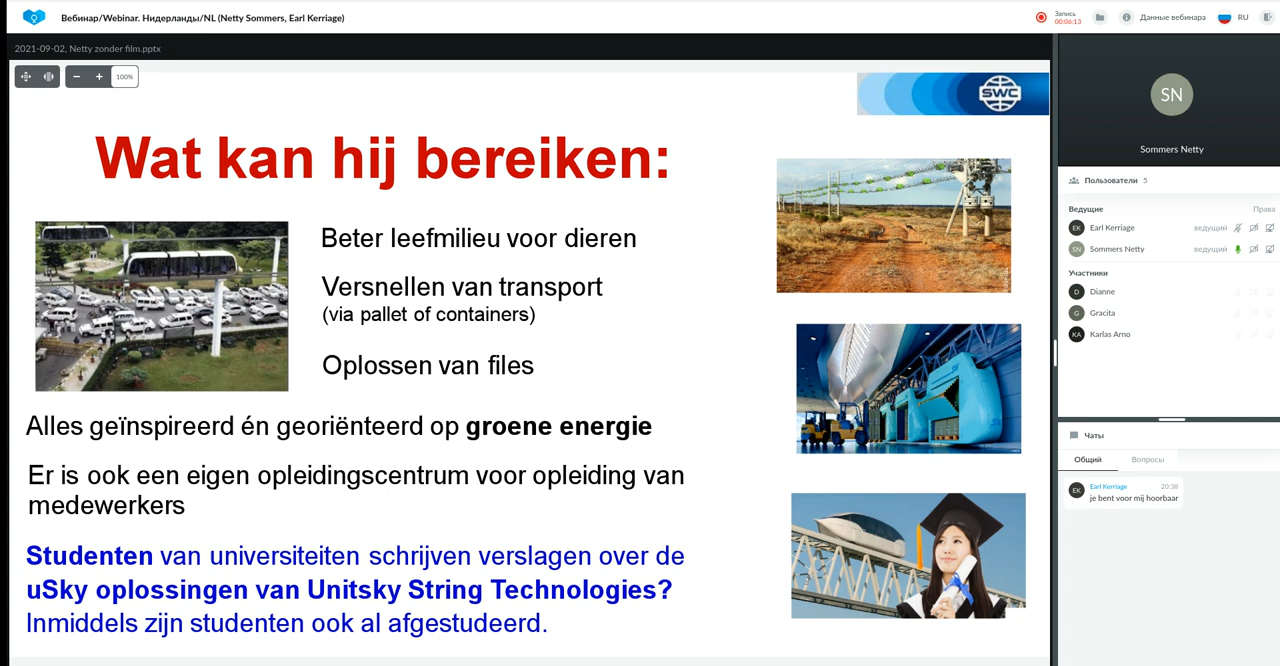 Вебинар/Webinar. Нидерланды/NL (Netty Sommers, Earl Kerriage)
Запись
00:06:13
Данные вебинара
RU
2021-09-02, Netty zonder film.pptx
100%
SWC
SN
Sommers Netty
Wat kan hij bereiken:
Beter leefmilieu voor dieren
Versnellen van transport
(via pallet of containers)
Oplossen van files
Alles geïnspireerd én georiënteerd op groene energie
Er is ook een eigen opleidingscentrum voor opleiding van
medewerkers
Studenten van universiteiten schrijven verslagen over de
uSky oplossingen van Unitsky String Technologies?
Inmiddels zijn studenten ook al afgestudeerd.
Пользователи 5
Ведущие Права
EK Earl Kerriage ведущий
SN Sommers Netty ведущий
Участники
D Dianne
G Gracita
KA Karlas Arno
Чаты
Общий Вопросы
EK Earl Kerriage 20:38
je bent voor mij hoorbaar